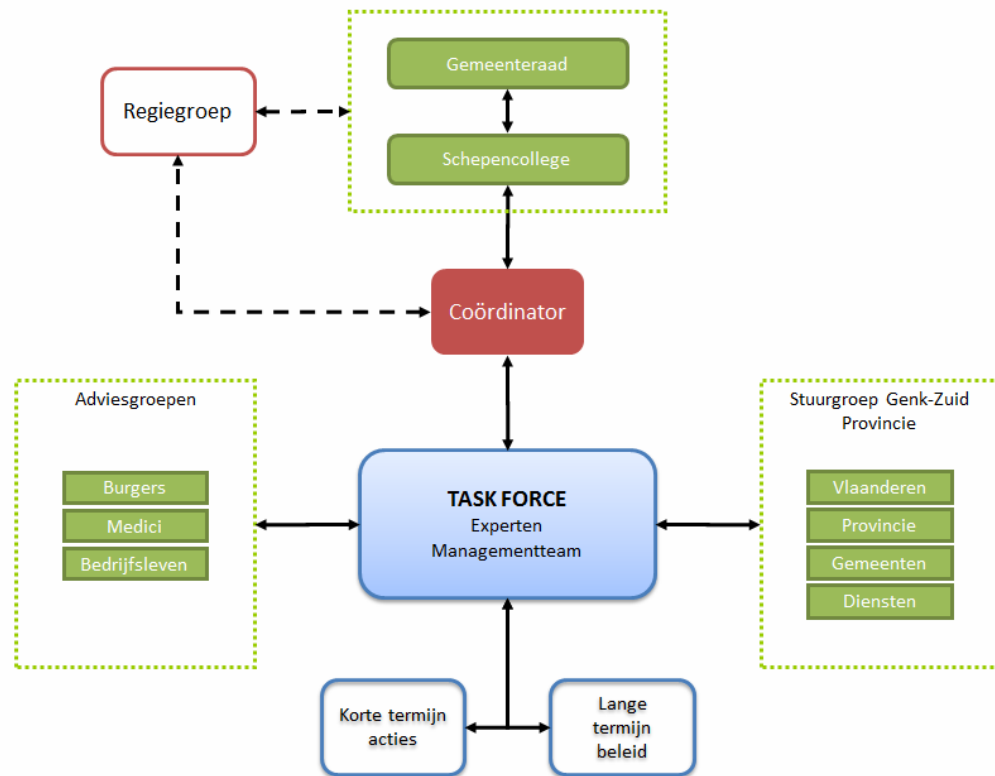 Gemeenteraad
Regiegroep
Schepencollege
Coördinator
Adviesgroepen
Burgers
Medici
Bedrijfsleven
TASK FORCE
Experten
Managementteam
Stuurgroep Genk-Zuid
Provincie
Vlaanderen
Provincie
Gemeenten
Diensten
Korte termijn
acties
Lange
termijn
beleid